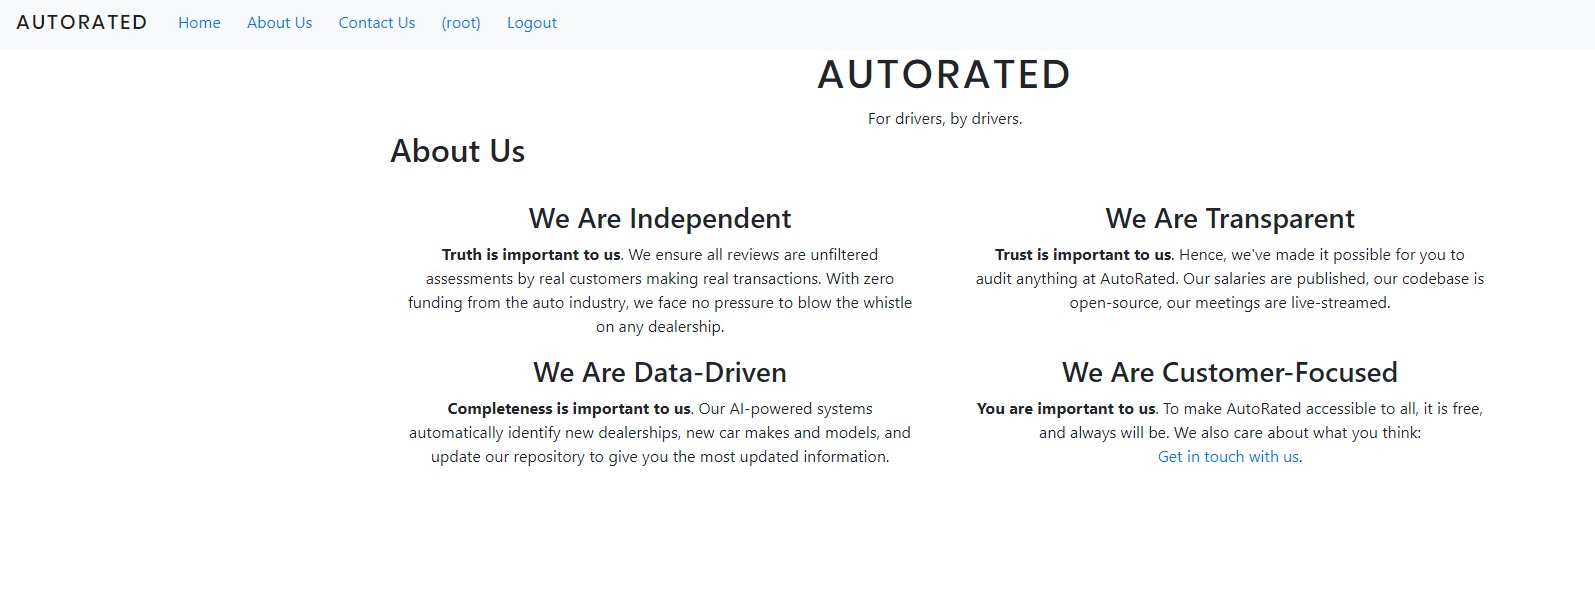 AUTORATED Home About Us Contact Us (root) Logout
AUTORATED
For drivers, by drivers.
About Us
We Are Independent
Truth is important to us. We ensure all reviews are unfiltered
assessments by real customers making real transactions. With zero
funding from the auto industry, we face no pressure to blow the whistle
on any dealership.
We Are Transparent
Trust is important to us. Hence, we've made it possible for you to
audit anything at AutoRated. Our salaries are published, our codebase is
open-source, our meetings are live-streamed.
We Are Data-Driven
Completeness is important to us. Our AI-powered systems
automatically identify new dealerships, new car makes and models, and
update our repository to give you the most updated information.
We Are Customer-Focused
You are important to us. To make AutoRated accessible to all, it is free,
and always will be. We also care about what you think:
Get in touch with us.